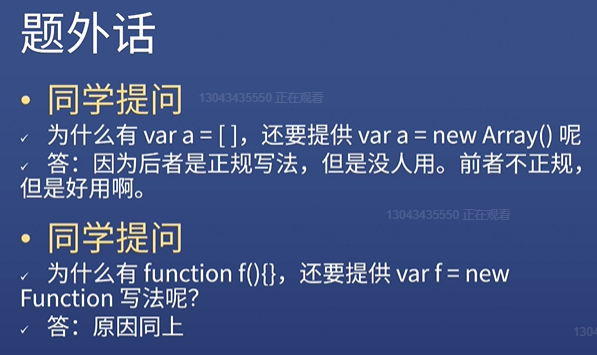 题外话
• 同学提问
13043435550 正在观看
✓ 为什么有 var a = [ ]，还要提供 var a = new Array() 呢
✓ 答：因为后者是正规写法，但是没人用。前者不正规，
但是好用啊。
13043435550 正在观看
• 同学提问
✓ 为什么有 function f(){}，还要提供 var f = new
Function 写法呢？
✓ 答：原因同上
1304